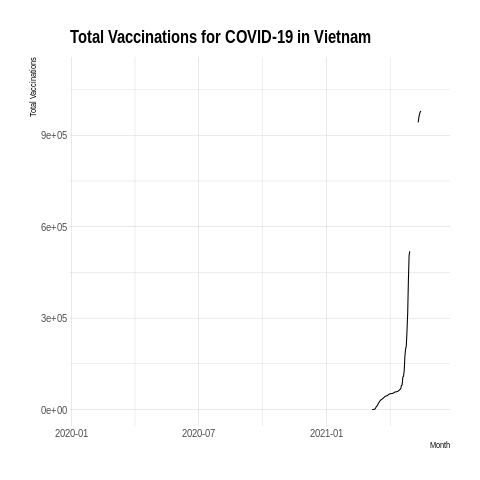 Total Vaccinations for COVID-19 in Vietnam
Total Vaccinations
9e+05
6e+05
3e+05
0e+00
2020-01
2020-07
2021-01
Month